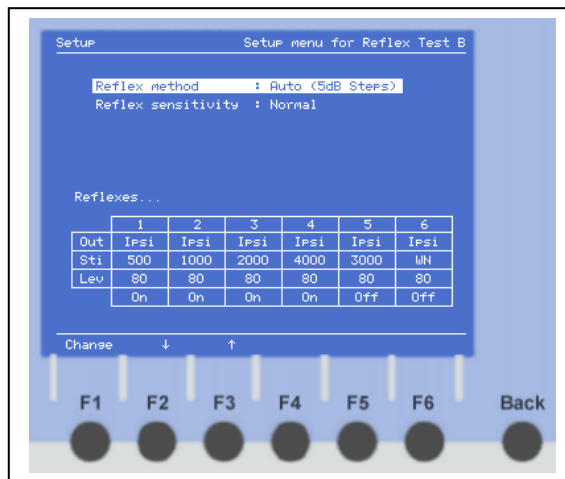 Setup Setup menu for Reflex Test B
Reflex method : Auto (5dB Steps)
Reflex sensitivity : Normal
Reflexes...
1 2 3 4 5 6
Out Ipsi Ipsi Ipsi Ipsi Ipsi Ipsi
Sti 500 1000 2000 4000 3000 WN
Lev 80 80 80 80 80 80
On On On On Off Off
Change ↓ ↑
F1 F2 F3 F4 F5 F6 Back